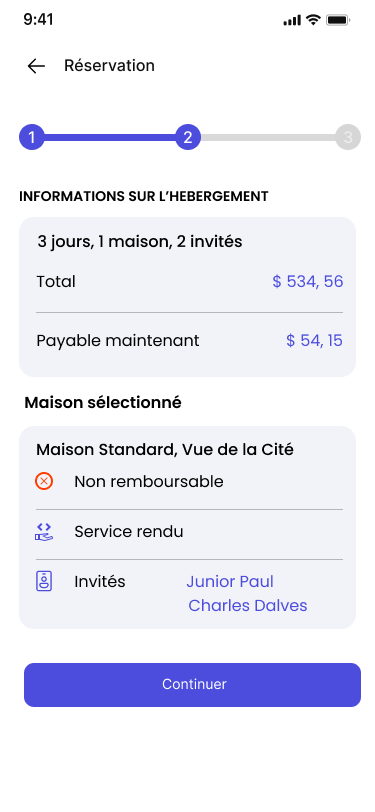 9:41
Réservation
1 2 3
INFORMATIONS SUR L’HEBERGEMENT
3 jours, 1 maison, 2 invités
Total $ 534, 56
Payable maintenant $ 54, 15
Maison sélectionné
Maison Standard, Vue de la Cité
Non remboursable
Service rendu
Invités Junior Paul
Charles Dalves
Continuer